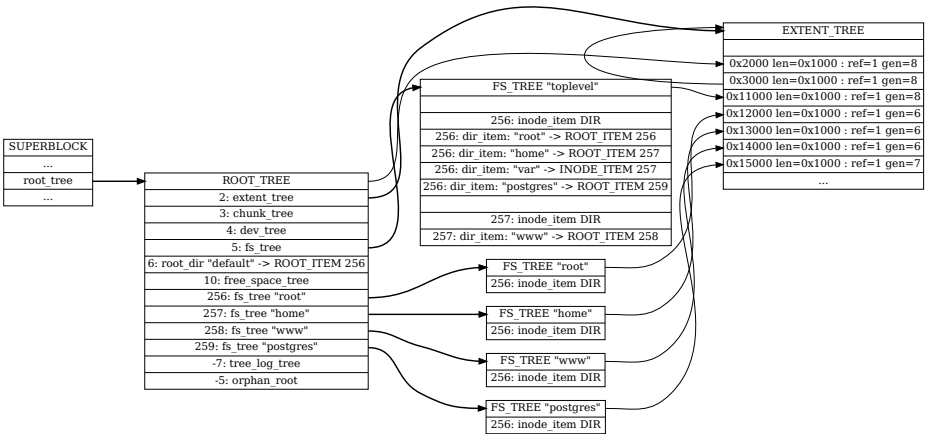 SUPERBLOCK
...
root_tree
...
ROOT_TREE
2: extent_tree
3: chunk_tree
4: dev_tree
5: fs_tree
6: root_dir "default" -> ROOT_ITEM 256
10: free_space_tree
256: fs_tree "root"
257: fs_tree "home"
258: fs_tree "www"
259: fs_tree "postgres"
-7: tree_log_tree
-5: orphan_root
FS_TREE "toplevel"
256: inode_item DIR
256: dir_item: "root" -> ROOT_ITEM 256
256: dir_item: "home" -> ROOT_ITEM 257
256: dir_item: "var" -> INODE_ITEM 257
256: dir_item: "postgres" -> ROOT_ITEM 259
257: inode_item DIR
257: dir_item: "www" -> ROOT_ITEM 258
FS_TREE "root"
256: inode_item DIR
FS_TREE "home"
256: inode_item DIR
FS_TREE "www"
256: inode_item DIR
FS_TREE "postgres"
256: inode_item DIR
EXTENT_TREE
0x2000 len=0x1000 : ref=1 gen=8
0x3000 len=0x1000 : ref=1 gen=8
0x11000 len=0x1000 : ref=1 gen=8
0x12000 len=0x1000 : ref=1 gen=6
0x13000 len=0x1000 : ref=1 gen=6
0x14000 len=0x1000 : ref=1 gen=6
0x15000 len=0x1000 : ref=1 gen=7
...